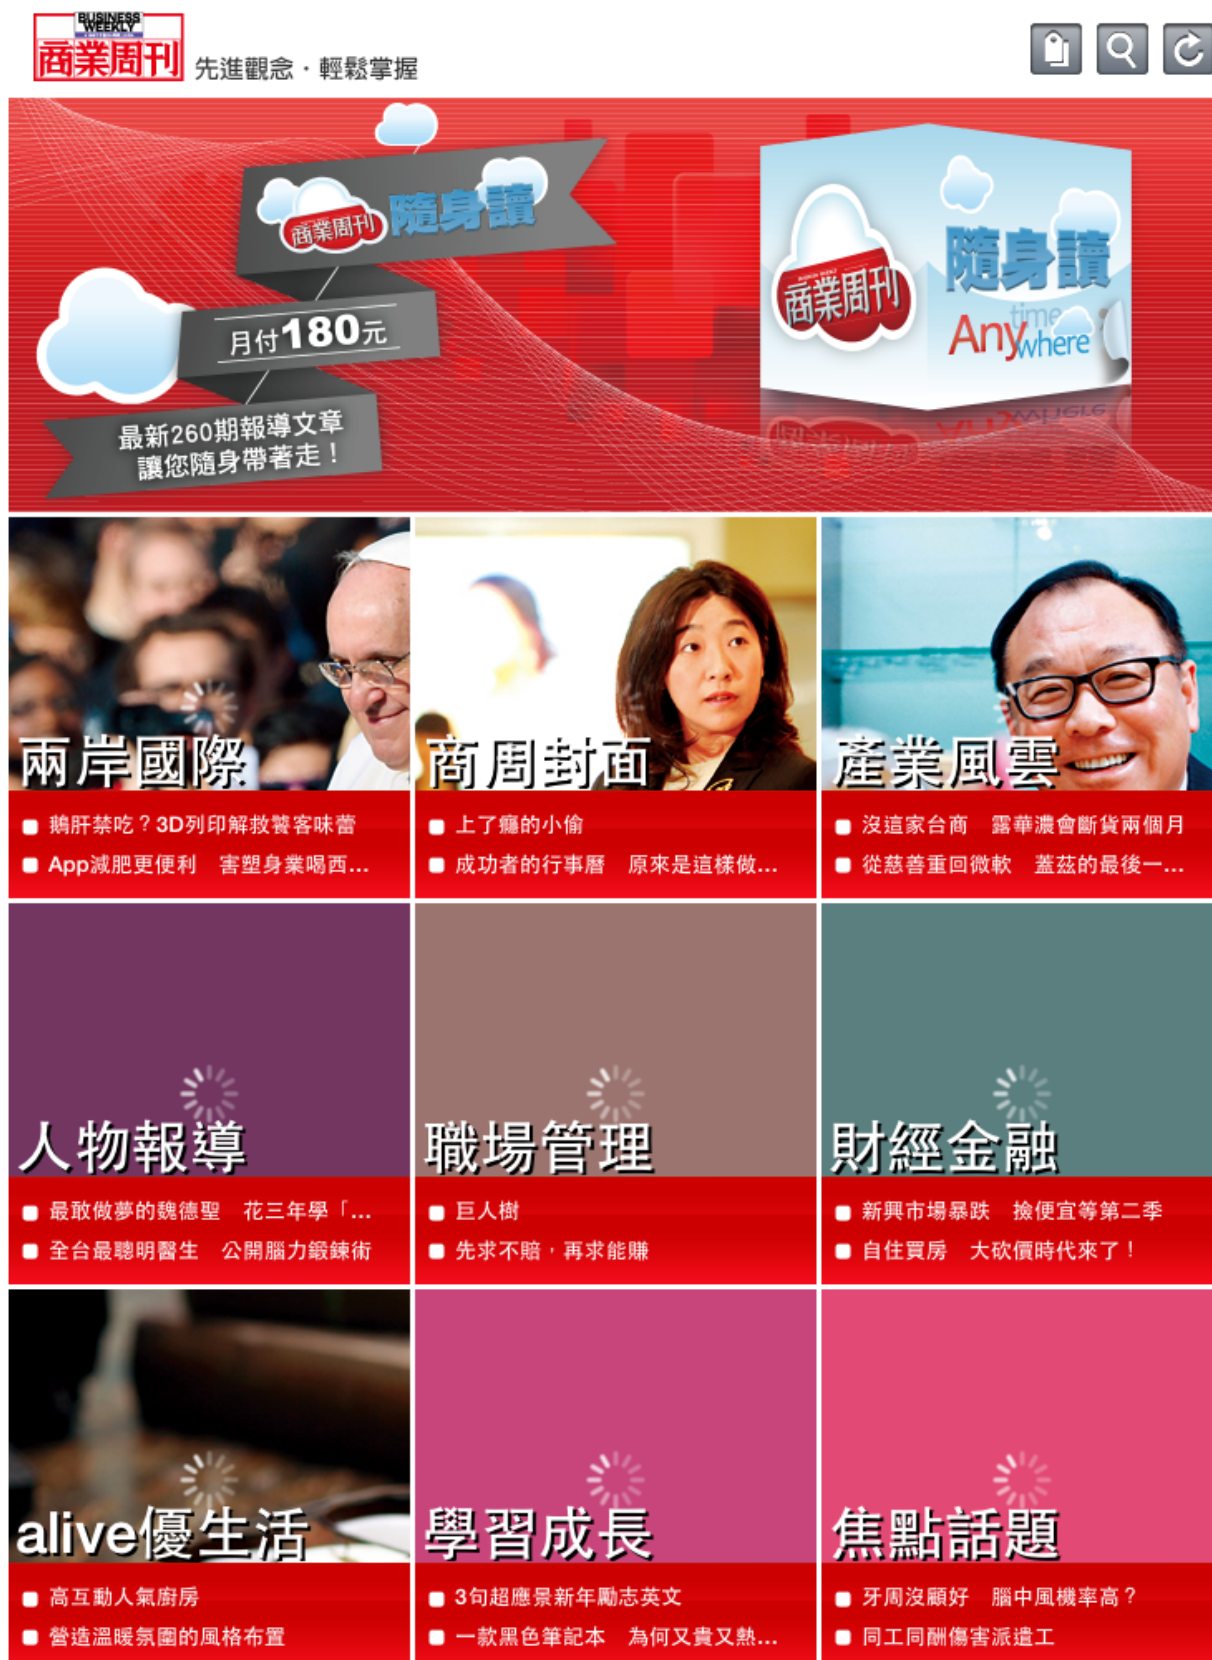 BUSINESS
WEEKLY
商業周刊
先進觀念・輕鬆掌握
商業周刊
隨身讀
月付180元
最新260期報導文章
讓您隨身帶著走！
商業周刊
隨身讀
Any
time
where
兩岸國際
鵝肝禁吃？3D列印解救饕客味蕾
App減肥更便利　害塑身業喝西...
商周封面
上了癮的小偷
成功者的行事曆　原來是這樣做...
產業風雲
沒這家台商　露華濃會斷貨兩個月
從慈善重回微軟　蓋茲的最後一...
人物報導
最敢做夢的魏德聖　花三年學「...
全台最聰明醫生　公開腦力鍛鍊術
職場管理
巨人樹
先求不賠，再求能賺
財經金融
新興市場暴跌　撿便宜等第二季
自住買房　大砍價時代來了！
alive優生活
高互動人氣廚房
營造溫暖氛圍的風格布置
學習成長
3句超應景新年勵志英文
一款黑色筆記本　為何又貴又熱...
焦點話題
牙周沒顧好　腦中風機率高？
同工同酬傷害派遣工